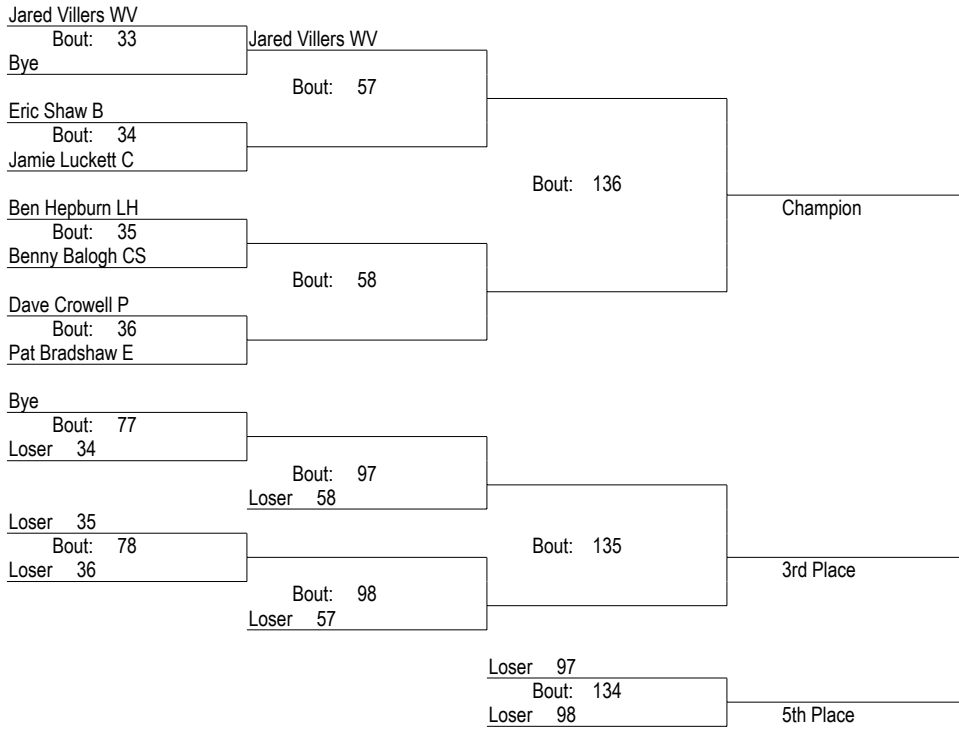 Jared Villers WV
Bout: 33
Bye
Jared Villers WV
Bout: 57
Eric Shaw B
Bout: 34
Jamie Luckett C
Bout: 136
Champion
Ben Hepburn LH
Bout: 35
Benny Balogh CS
Bout: 58
Dave Crowell P
Bout: 36
Pat Bradshaw E
Bye
Bout: 77
Loser 34
Bout: 97
Loser 58
Loser 35
Bout: 78
Loser 36
Bout: 135
3rd Place
Bout: 98
Loser 57
Loser 97
Bout: 134
Loser 98
5th Place